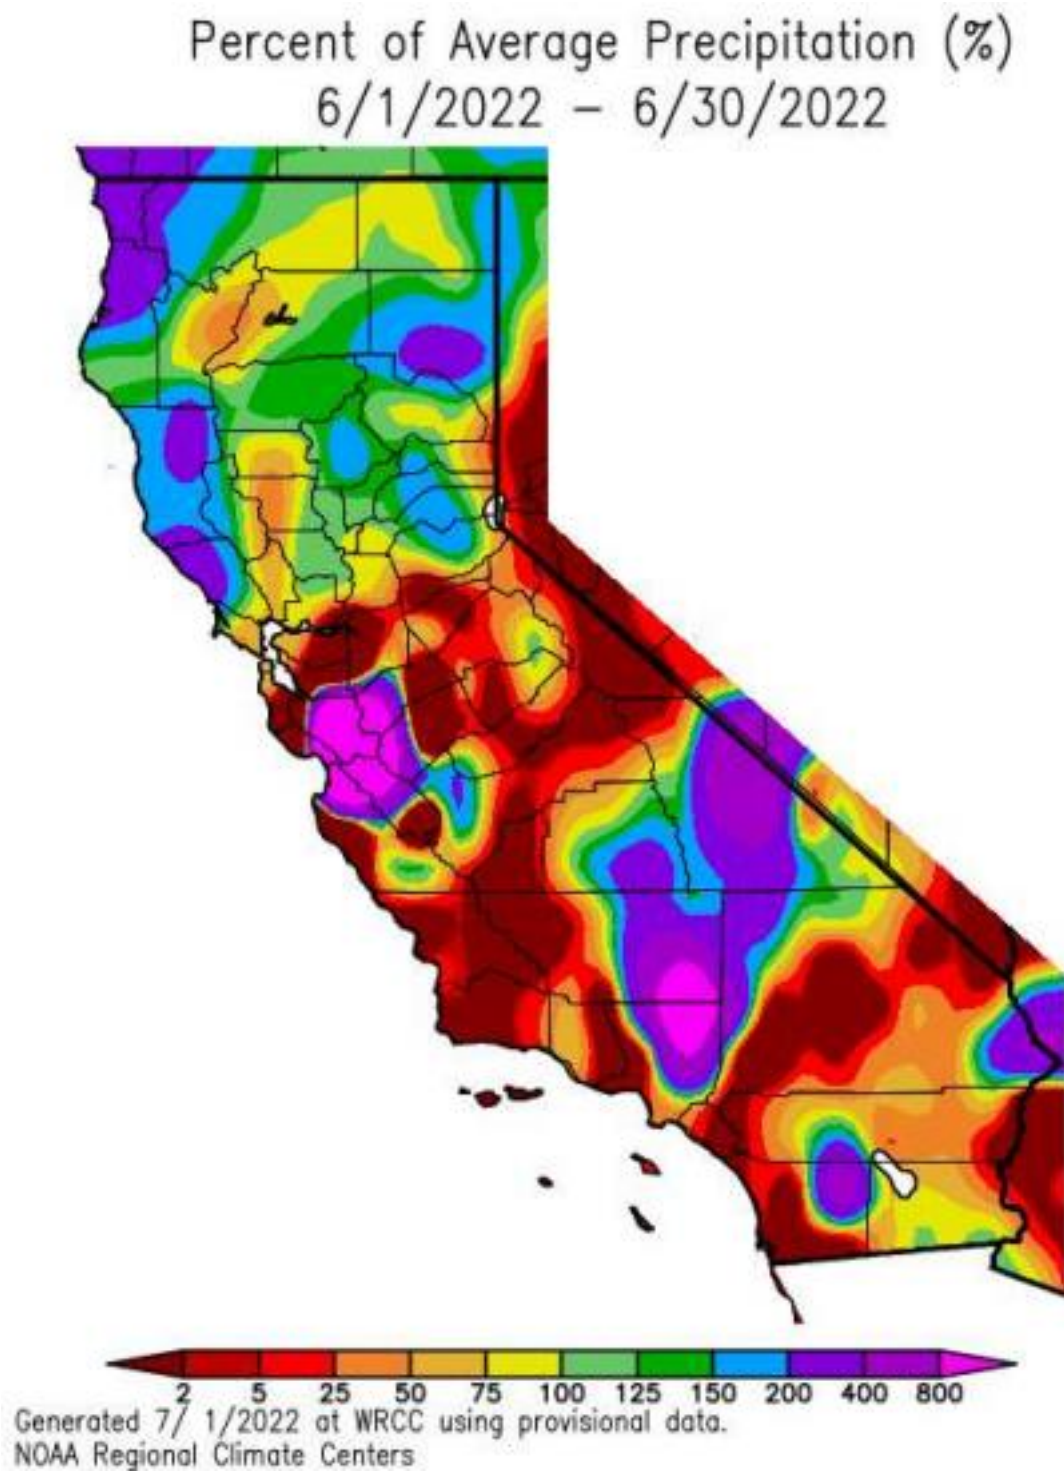 Percent of Average Precipitation (%)
6/1/2022 – 6/30/2022
2 5 25 50 75 100 125 150 200 400 800
Generated 7/ 1/2022 at WRCC using provisional data.
NOAA Regional Climate Centers